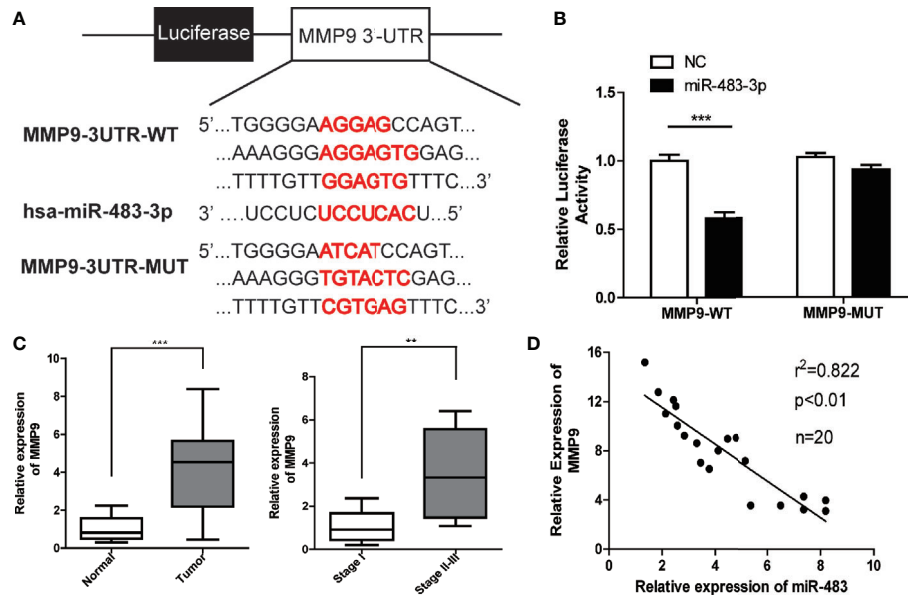 A
Luciferase
MMP9 3'-UTR
MMP9-3UTR-WT
5'...TGGGGAAGGAGCCAGT...
...AAAGGGAGGAGTGGAG...
...TTTTGTTGGAGTGTTTC...3'
hsa-miR-483-3p
3' ....UCCUCUCCUCACU...5'
MMP9-3UTR-MUT
5'...TGGGGAATCATCCAGT...
...AAAGGGTGTACTCGAG...
...TTTTGTTCGTGAGTTTC...3'
B
NC
miR-483-3p
Relative Luciferase
Activity
1.5
1.0
0.5
0.0
***
MMP9-WT
MMP9-MUT
C
Relative expression
of MMP9
10
8
6
4
2
0
***
Normal
Tumor
Relative expression
of MMP9
8
6
4
2
0
**
Stage I
Stage II-III
D
Relative Expression of
MMP9
16
12
8
4
0
r²=0.822
p<0.01
n=20
0
2
4
6
8
10
Relative expression of miR-483